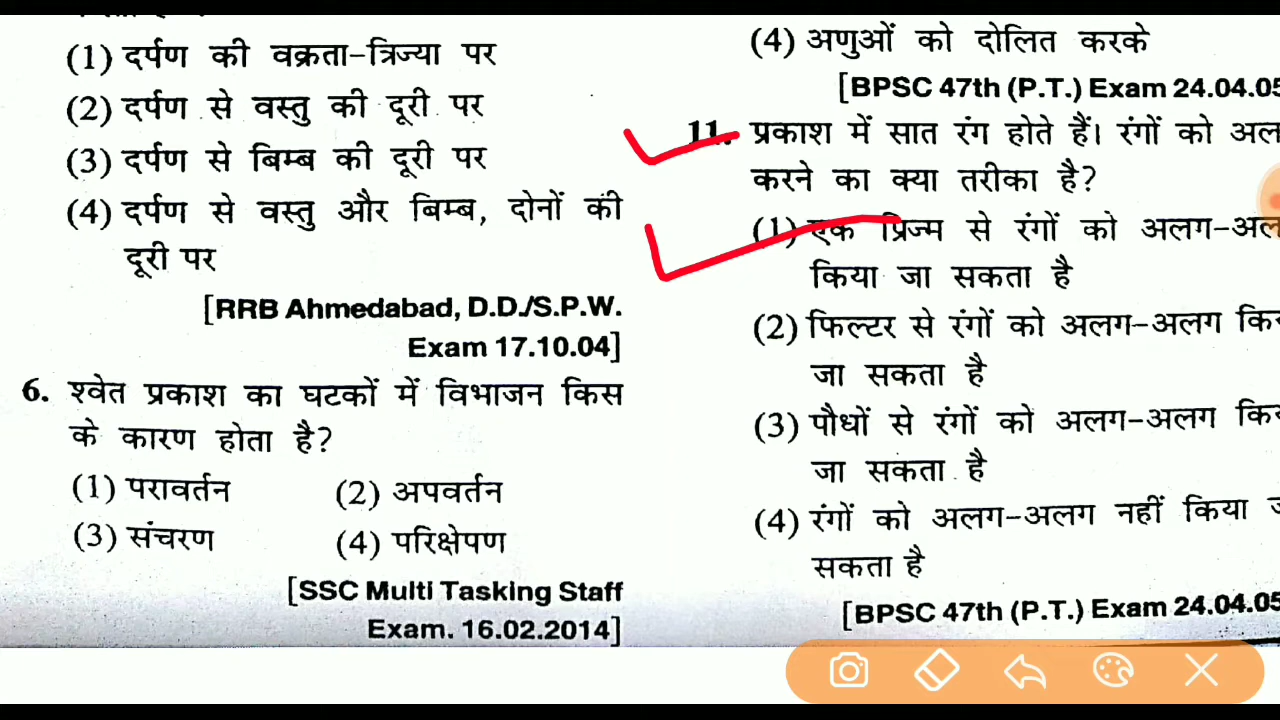 (1) दर्पण की वक्रता-त्रिज्या पर
(2) दर्पण से वस्तु की दूरी पर
(3) दर्पण से बिम्ब की दूरी पर
(4) दर्पण से वस्तु और बिम्ब, दोनों की
दूरी पर
[RRB Ahmedabad, D.D./S.P.W.
Exam 17.10.04]
6. श्वेत प्रकाश का घटकों में विभाजन किस
के कारण होता है?
(1) परावर्तन (2) अपवर्तन
(3) संचरण (4) परिक्षेपण
[SSC Multi Tasking Staff
Exam. 16.02.2014]
(4) अणुओं को दोलित करके
[BPSC 47th (P.T.) Exam 24.04.05
11. प्रकाश में सात रंग होते हैं। रंगों को अल
करने का क्या तरीका है?
(1) एक प्रिज्म से रंगों को अलग-अल
किया जा सकता है
(2) फिल्टर से रंगों को अलग-अलग कि
जा सकता है
(3) पौधों से रंगों को अलग-अलग कि
जा सकता है
(4) रंगों को अलग-अलग नहीं किया
सकता है
[BPSC 47th (P.T.) Exam 24.04.05